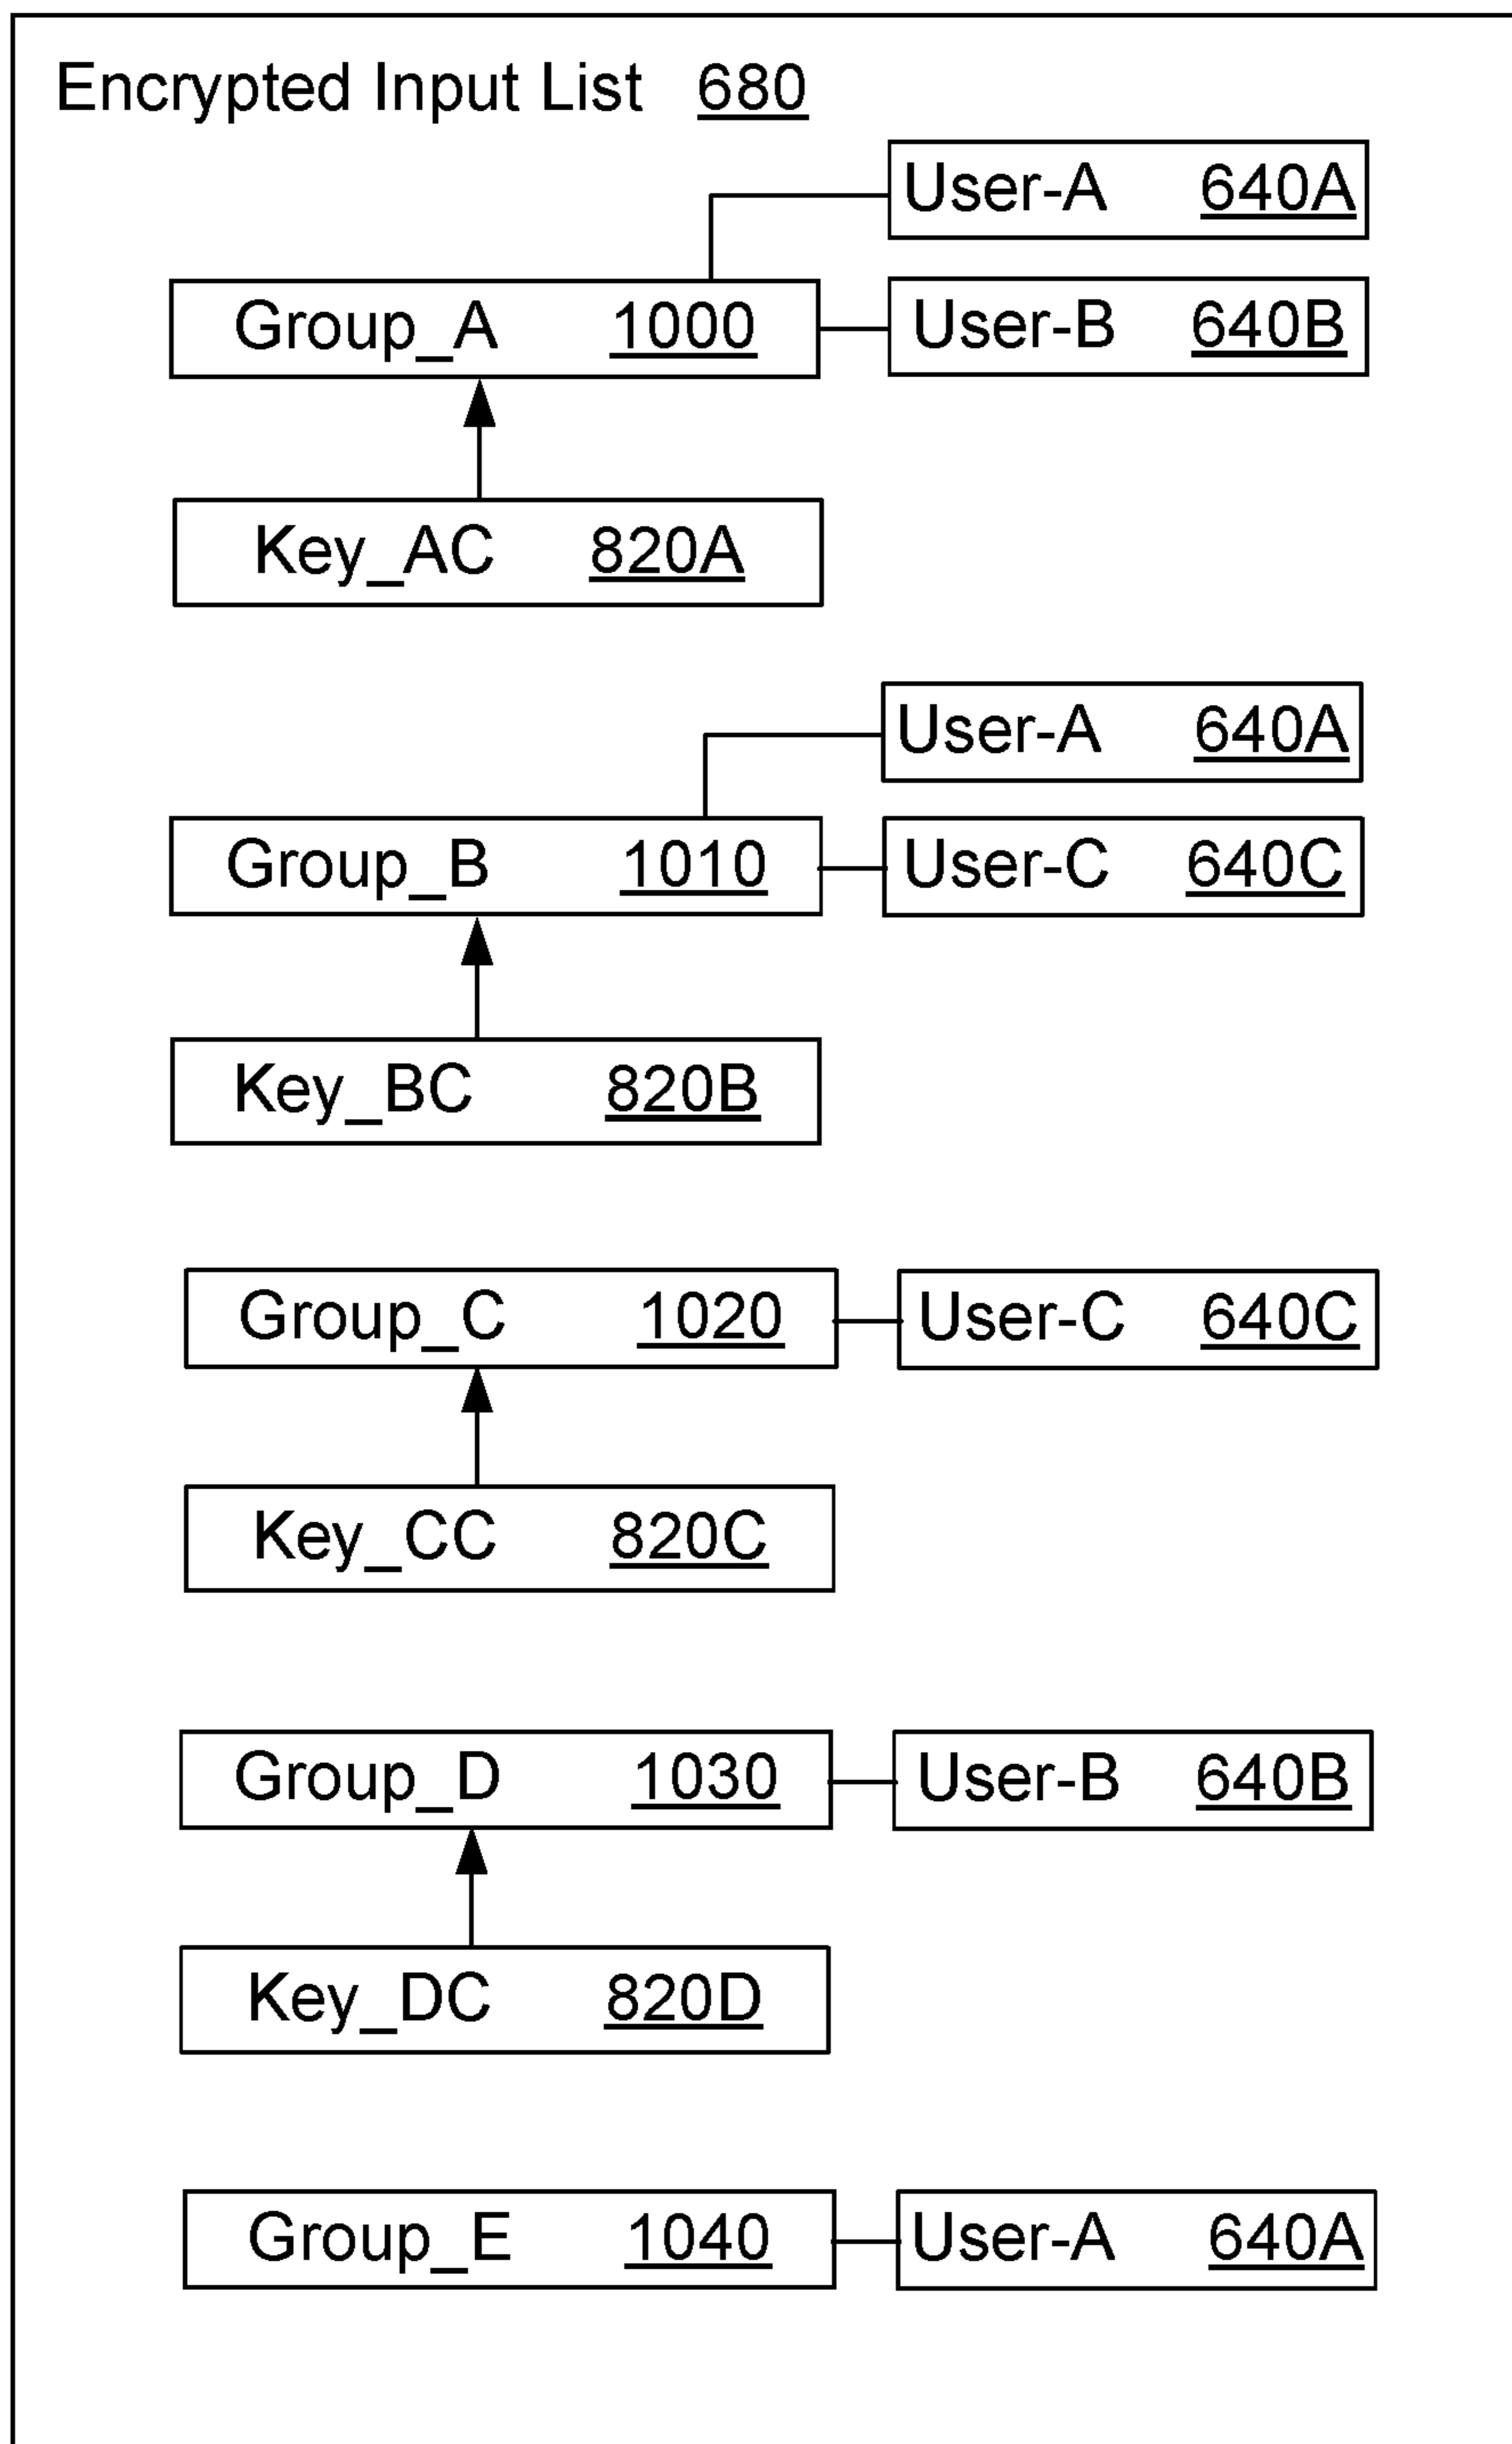 Encrypted Input List 680
User-A 640A
Group_A 1000
User-B 640B
Key_AC 820A
User-A 640A
Group_B 1010
User-C 640C
Key_BC 820B
Group_C 1020
User-C 640C
Key_CC 820C
Group_D 1030
User-B 640B
Key_DC 820D
Group_E 1040
User-A 640A